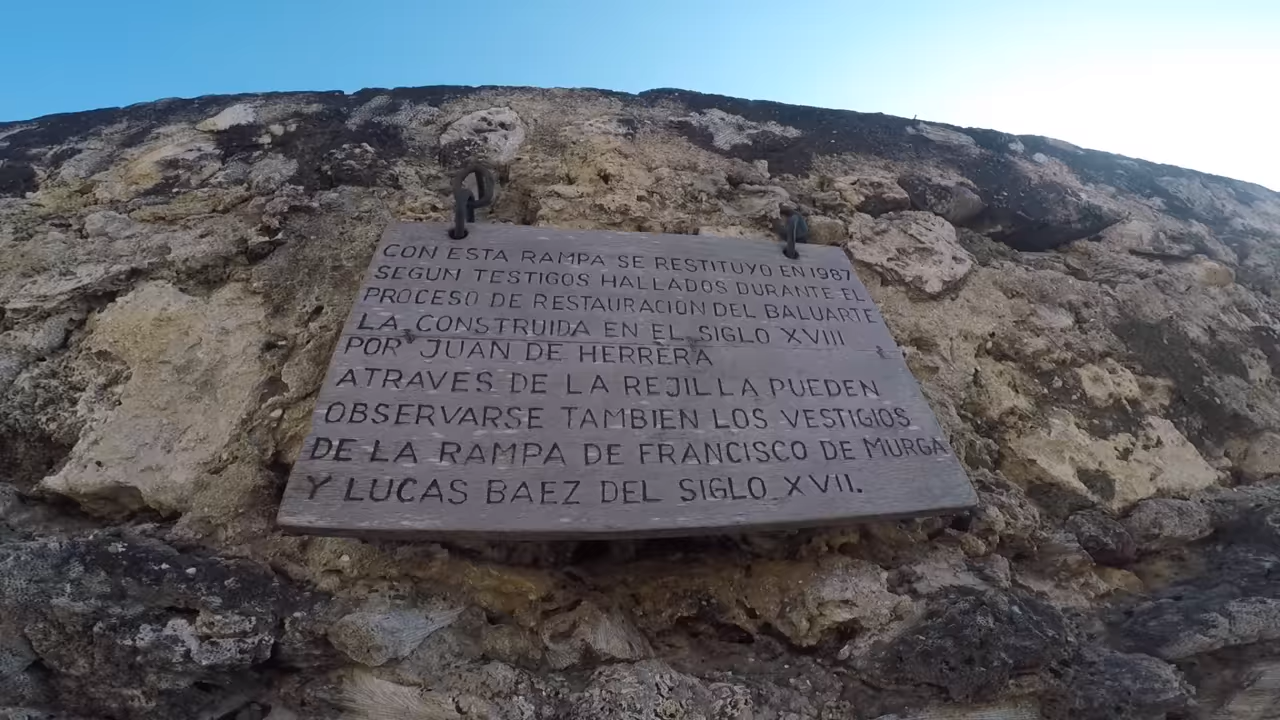 CON ESTA RAMPA SE RESTITUYO EN 1987
SEGUN TESTIGOS HALLADOS DURANTE EL
PROCESO DE RESTAURACION DEL BALUARTE
LA CONSTRUIDA EN EL SIGLO XVIII
POR JUAN DE HERRERA
ATRAVES DE LA REJILLA PUEDEN
OBSERVARSE TAMBIEN LOS VESTIGIOS
DE LA RAMPA DE FRANCISCO DE MURGA
Y LUCAS BAEZ DEL SIGLO XVII.